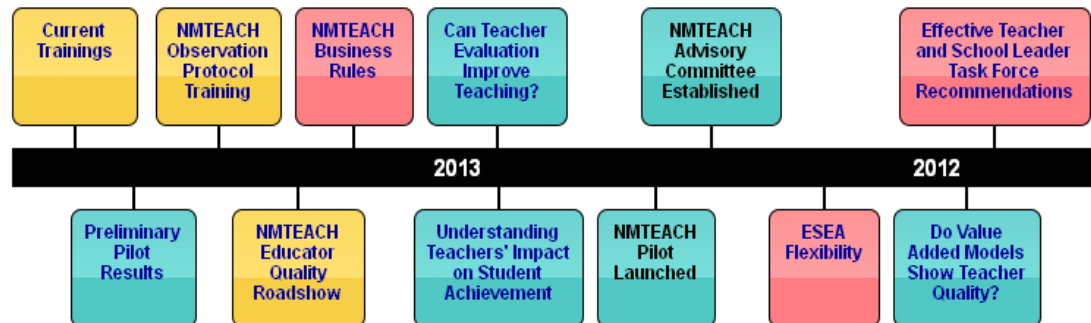 Current
Trainings
NMTEACH
Observation
Protocol
Training
NMTEACH
Business
Rules
Can Teacher
Evaluation
Improve
Teaching?
NMTEACH
Advisory
Committee
Established
Effective Teacher
and School Leader
Task Force
Recommendations
2013
2012
Preliminary
Pilot
Results
NMTEACH
Educator
Quality
Roadshow
Understanding
Teachers' Impact
on Student
Achievement
NMTEACH
Pilot
Launched
ESEA
Flexibility
Do Value
Added Models
Show Teacher
Quality?